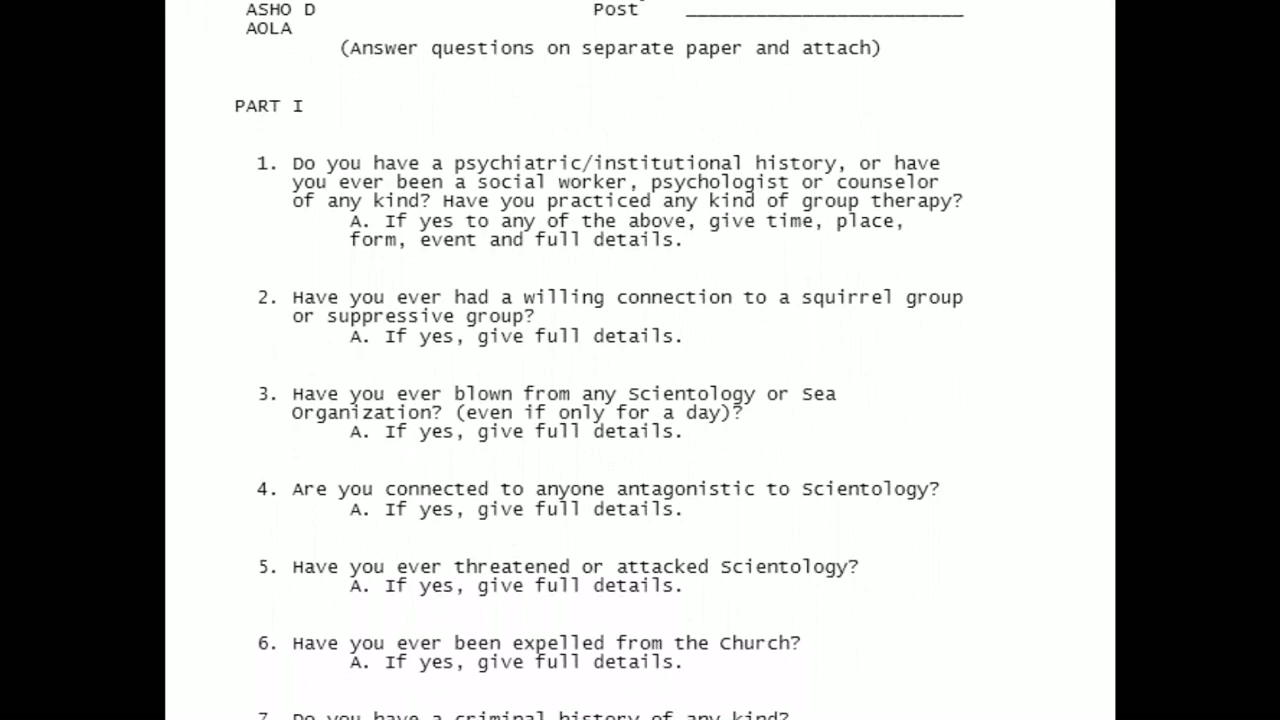 ASHO D Post ________________________
AOLA
(Answer questions on separate paper and attach)
PART I
1. Do you have a psychiatric/institutional history, or have
you ever been a social worker, psychologist or counselor
of any kind? Have you practiced any kind of group therapy?
A. If yes to any of the above, give time, place,
form, event and full details.
2. Have you ever had a willing connection to a squirrel group
or suppressive group?
A. If yes, give full details.
3. Have you ever blown from any Scientology or Sea
Organization? (even if only for a day)?
A. If yes, give full details.
4. Are you connected to anyone antagonistic to Scientology?
A. If yes, give full details.
5. Have you ever threatened or attacked Scientology?
A. If yes, give full details.
6. Have you ever been expelled from the Church?
A. If yes, give full details.
7. Do you have a criminal history of any kind?